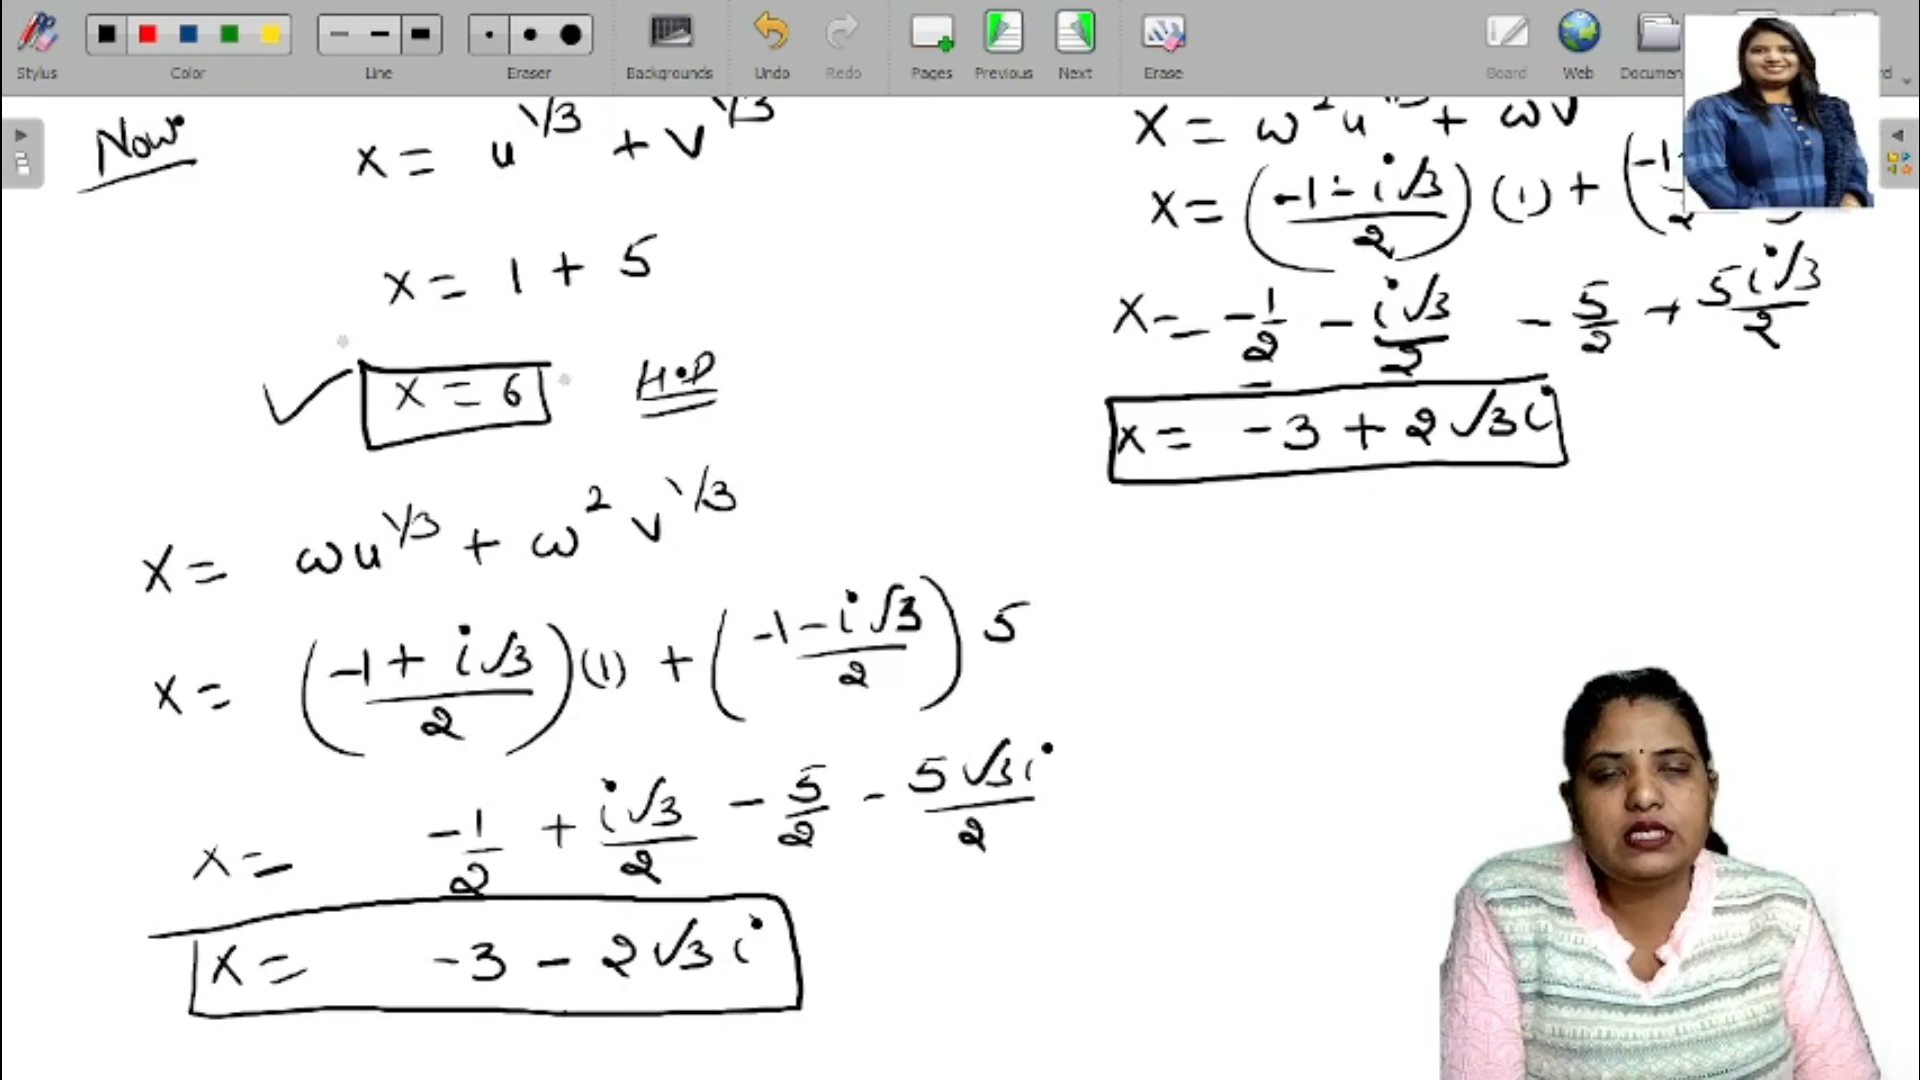 Stylus Color Line Eraser Backgrounds Undo Redo Pages Previous Next Erase Board Web
Now x = u^1/3 + v^1/3
x = 1 + 5
x = 6 H.P
x = ωu^1/3 + ω^2 v^1/3
x = (-1 + i√3 / 2)(1) + (-1 - i√3 / 2) 5
x = -1/2 + i√3/2 - 5/2 - 5√3i/2
x = -3 - 2√3 i
x = (-1 - i√3 / 2)(1) +
x = -1/2 - i√3/2 - 5/2 + 5i√3/2
x = -3 + 2√3i